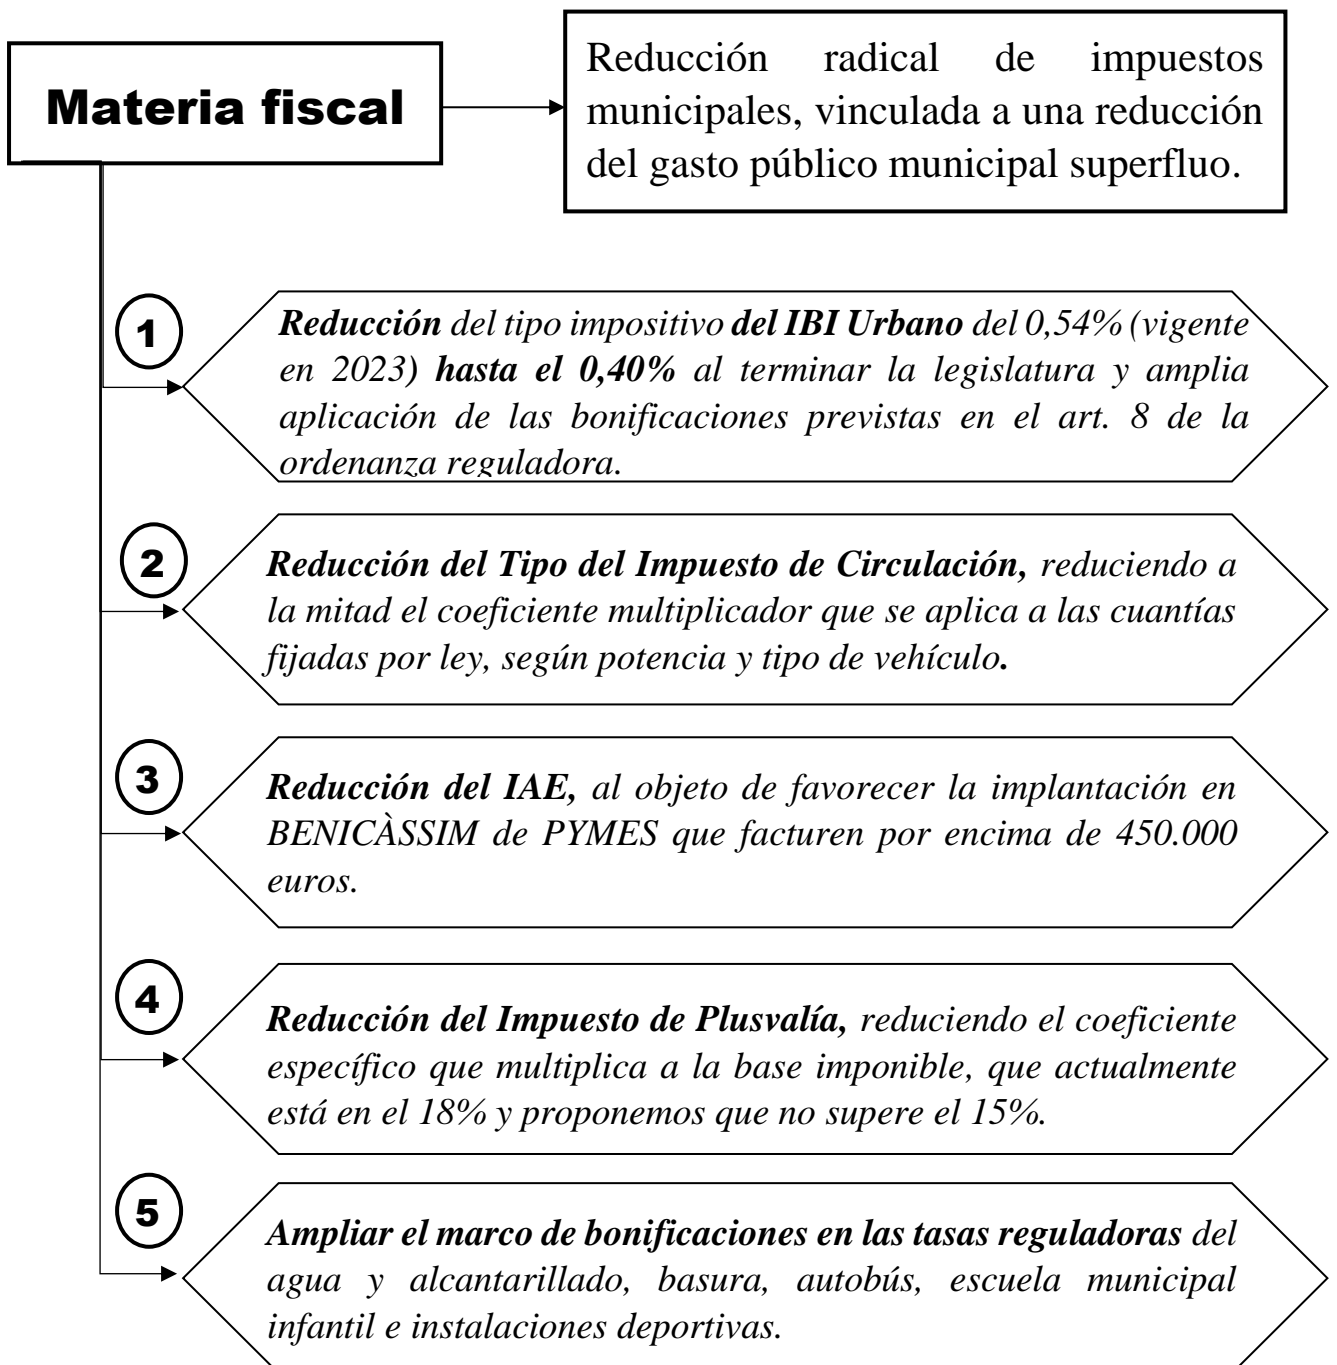 Materia fiscal
Reducción radical de impuestos
municipales, vinculada a una reducción
del gasto público municipal superfluo.
1
Reducción del tipo impositivo del IBI Urbano del 0,54% (vigente
en 2023) hasta el 0,40% al terminar la legislatura y amplia
aplicación de las bonificaciones previstas en el art. 8 de la
ordenanza reguladora.
2
Reducción del Tipo del Impuesto de Circulación, reduciendo a
la mitad el coeficiente multiplicador que se aplica a las cuantías
fijadas por ley, según potencia y tipo de vehículo.
3
Reducción del IAE, al objeto de favorecer la implantación en
BENICÀSSIM de PYMES que facturen por encima de 450.000
euros.
4
Reducción del Impuesto de Plusvalía, reduciendo el coeficiente
específico que multiplica a la base imponible, que actualmente
está en el 18% y proponemos que no supere el 15%.
5
Ampliar el marco de bonificaciones en las tasas reguladoras del
agua y alcantarillado, basura, autobús, escuela municipal
infantil e instalaciones deportivas.